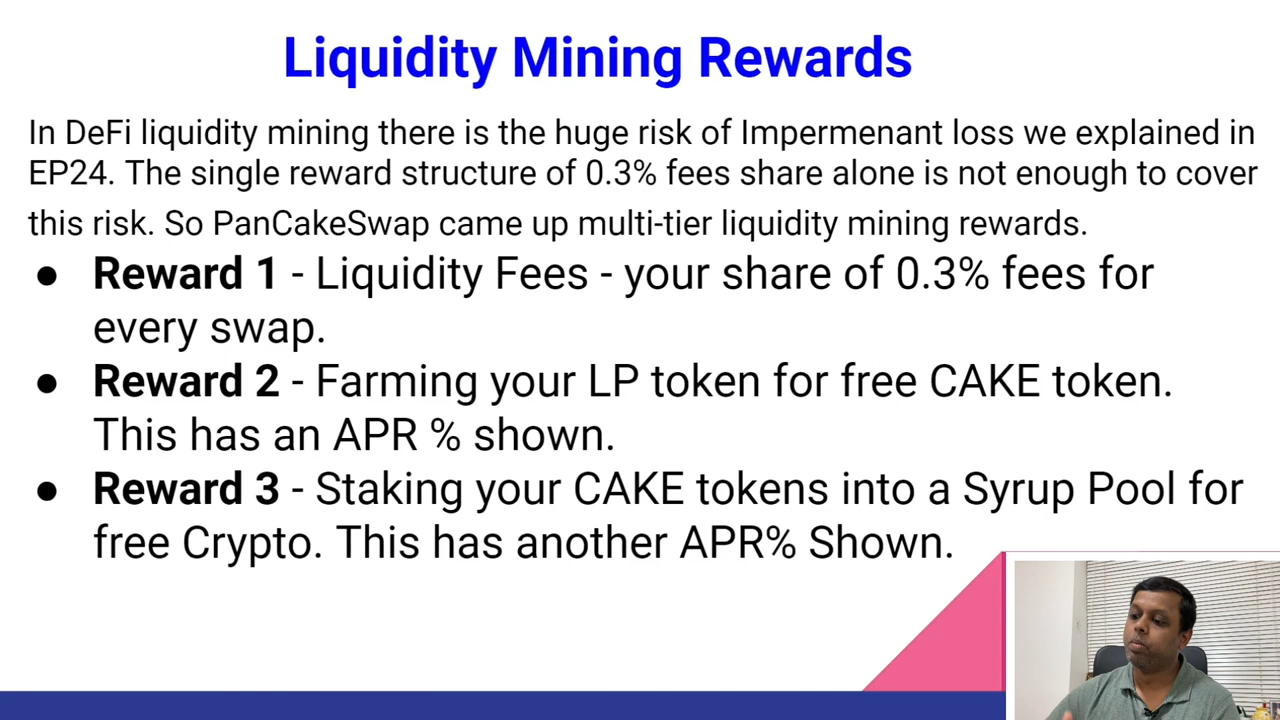 Liquidity Mining Rewards
In DeFi liquidity mining there is the huge risk of Impermenant loss we explained in
EP24. The single reward structure of 0.3% fees share alone is not enough to cover
this risk. So PanCakeSwap came up multi-tier liquidity mining rewards.
● Reward 1 - Liquidity Fees - your share of 0.3% fees for
every swap.
● Reward 2 - Farming your LP token for free CAKE token.
This has an APR % shown.
● Reward 3 - Staking your CAKE tokens into a Syrup Pool for
free Crypto. This has another APR% Shown.